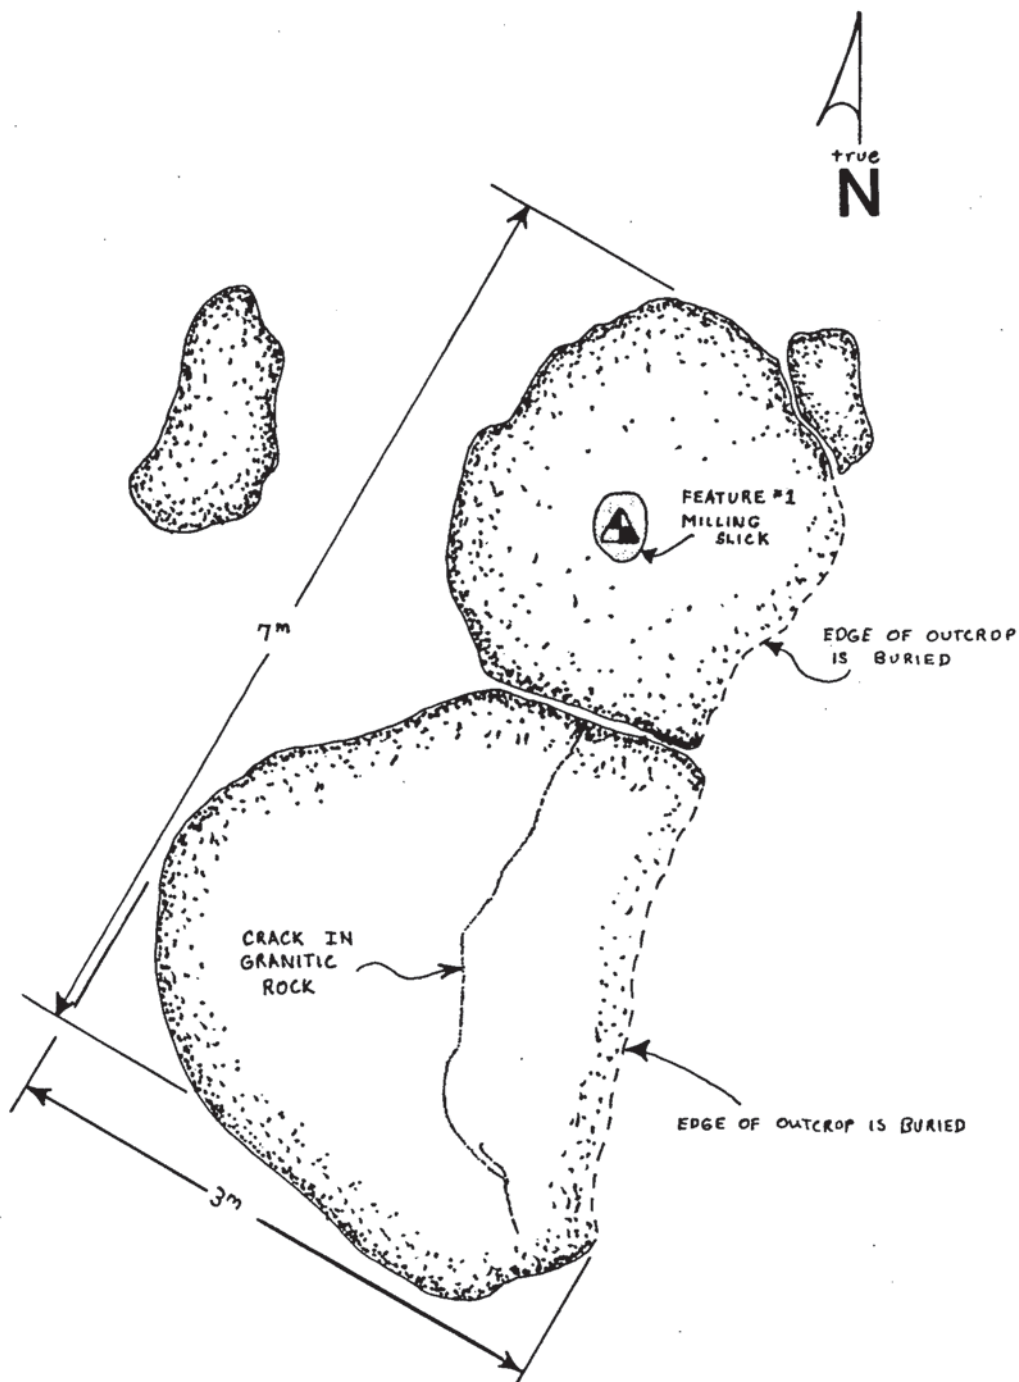 true
N
FEATURE #1
MILLING
SLICK
7m
EDGE OF OUTCROP
IS BURIED
CRACK IN
GRANITIC
ROCK
EDGE OF OUTCROP IS BURIED
3m